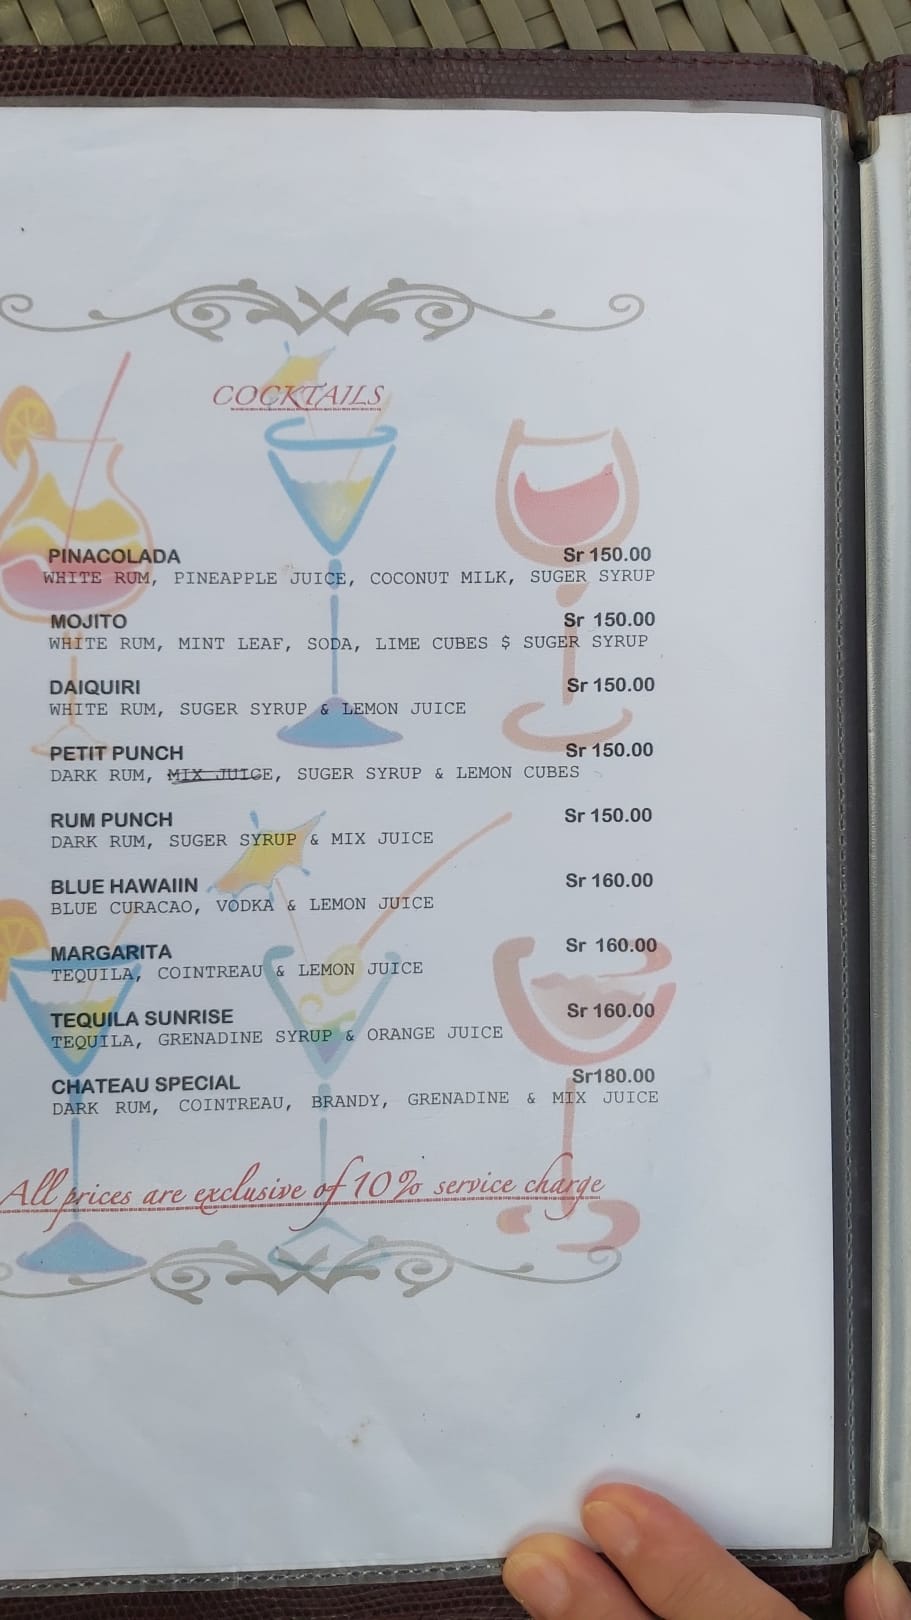 COCKTAILS
PINACOLADA Sr 150.00
WHITE RUM, PINEAPPLE JUICE, COCONUT MILK, SUGER SYRUP
MOJITO Sr 150.00
WHITE RUM, MINT LEAF, SODA, LIME CUBES $ SUGER SYRUP
DAIQUIRI Sr 150.00
WHITE RUM, SUGER SYRUP & LEMON JUICE
PETIT PUNCH Sr 150.00
DARK RUM, MIX JUICE, SUGER SYRUP & LEMON CUBES
RUM PUNCH Sr 150.00
DARK RUM, SUGER SYRUP & MIX JUICE
BLUE HAWAIIN Sr 160.00
BLUE CURACAO, VODKA & LEMON JUICE
MARGARITA Sr 160.00
TEQUILA, COINTREAU & LEMON JUICE
TEQUILA SUNRISE Sr 160.00
TEQUILA, GRENADINE SYRUP & ORANGE JUICE
CHATEAU SPECIAL Sr180.00
DARK RUM, COINTREAU, BRANDY, GRENADINE & MIX JUICE
All prices are exclusive of 10% service charge